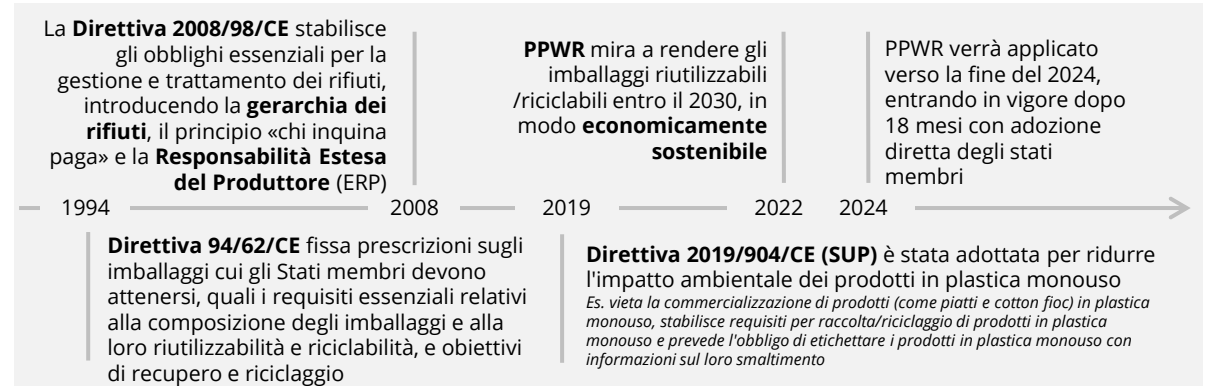 La Direttiva 2008/98/CE stabilisce
gli obblighi essenziali per la
gestione e trattamento dei rifiuti,
introducendo la gerarchia dei
rifiuti, il principio «chi inquina
paga» e la Responsabilità Estesa
del Produttore (ERP)
PPWR mira a rendere gli
imballaggi riutilizzabili
/riciclabili entro il 2030, in
modo economicamente
sostenibile
PPWR verrà applicato
verso la fine del 2024,
entrando in vigore dopo
18 mesi con adozione
diretta degli stati
membri
1994 2008 2019 2022 2024
Direttiva 94/62/CE fissa prescrizioni sugli
imballaggi cui gli Stati membri devono
attenersi, quali i requisiti essenziali relativi
alla composizione degli imballaggi e alla
loro riutilizzabilità e riciclabilità, e obiettivi
di recupero e riciclaggio
Direttiva 2019/904/CE (SUP) è stata adottata per ridurre
l'impatto ambientale dei prodotti in plastica monouso
Es. vieta la commercializzazione di prodotti (come piatti e cotton fioc) in plastica
monouso, stabilisce requisiti per raccolta/riciclaggio di prodotti in plastica
monouso e prevede l'obbligo di etichettare i prodotti in plastica monouso con
informazioni sul loro smaltimento